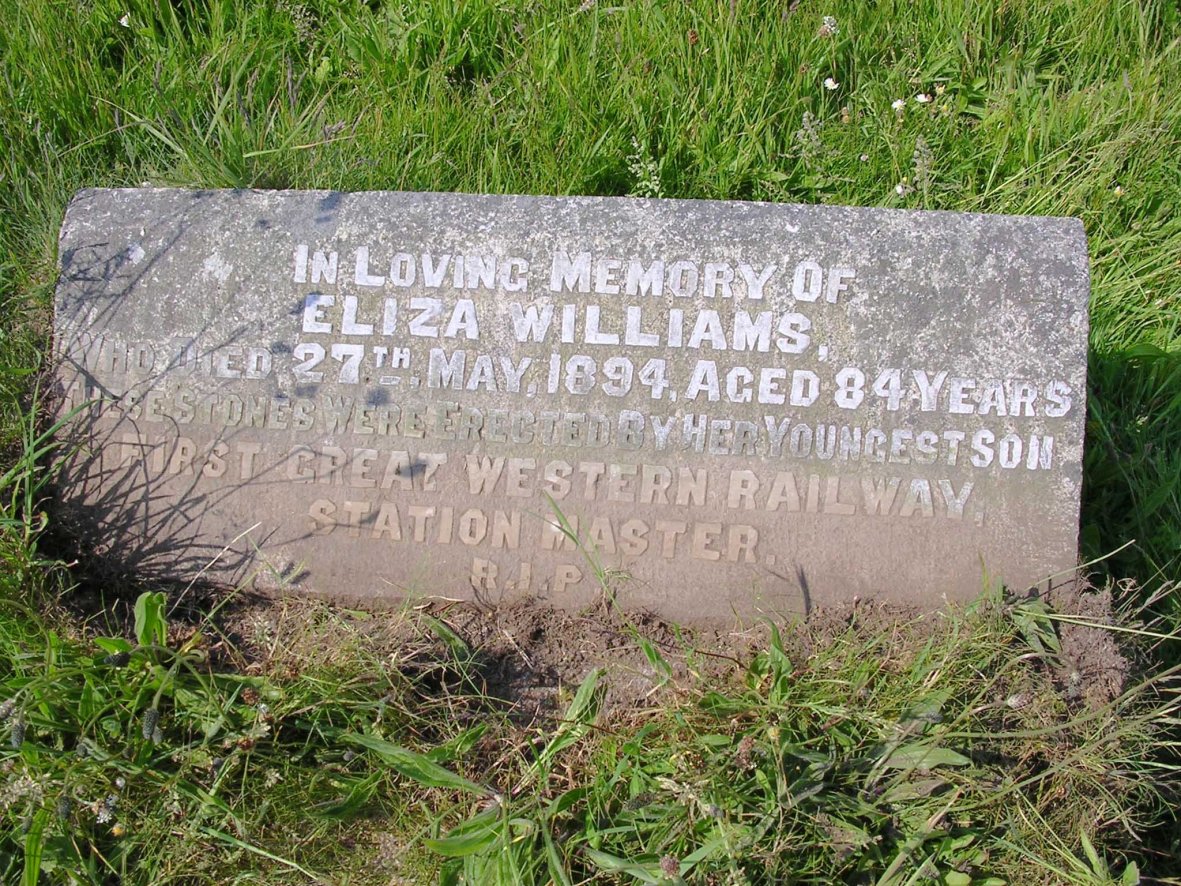 IN LOVING MEMORY OF
ELIZA WILLIAMS,
WHO DIED 27TH, MAY, 1894, AGED 84 YEARS
THESE STONES WERE ERECTED BY HER YOUNGEST SON
FIRST GREAT WESTERN RAILWAY,
STATION MASTER,
R.I.P